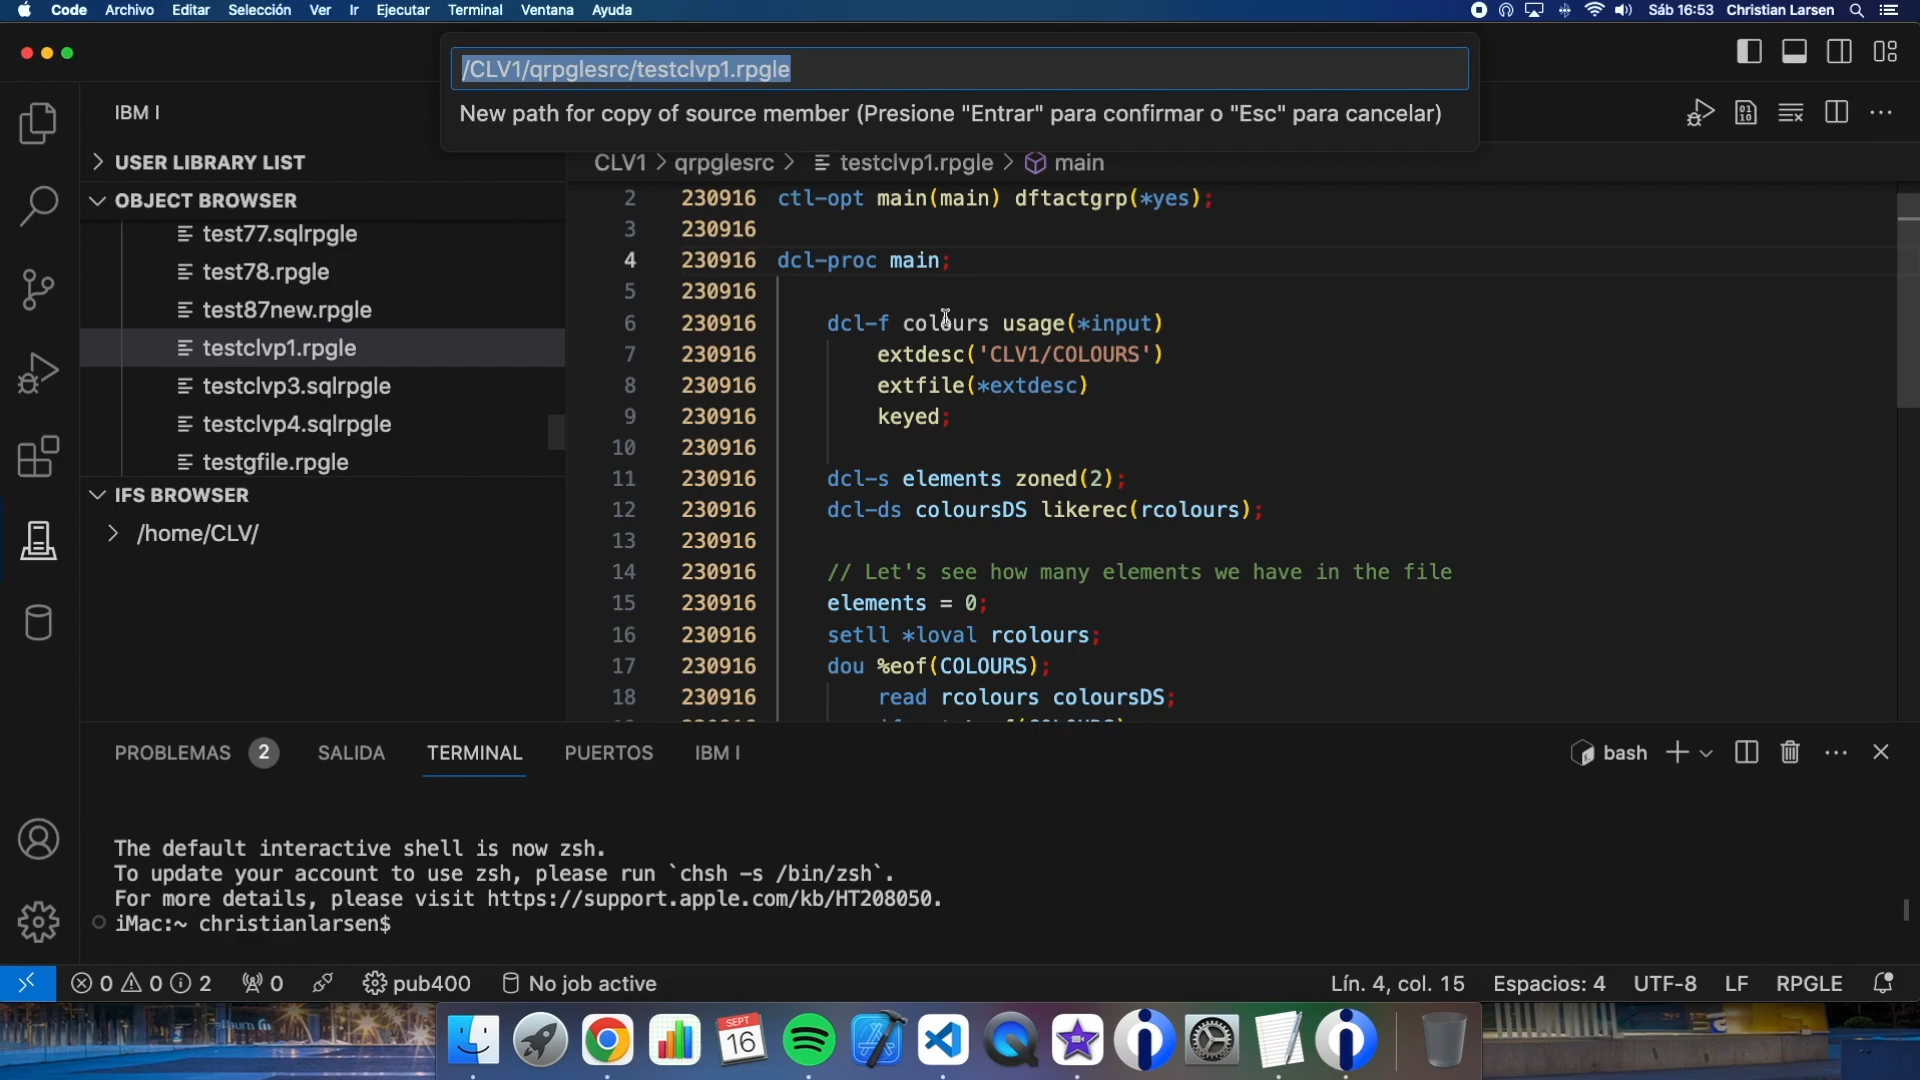 Code Archivo Editar Selección Ver Ir Ejecutar Terminal Ventana Ayuda Sáb 16:53 Christian Larsen
/CLV1/qrpglesrc/testclvp1.rpgle
New path for copy of source member (Presione "Entrar" para confirmar o "Esc" para cancelar)
IBM I
USER LIBRARY LIST
OBJECT BROWSER
test77.sqlrpgle
test78.rpgle
test87new.rpgle
testclvp1.rpgle
testclvp3.sqlrpgle
testclvp4.sqlrpgle
testgfile.rpgle
IFS BROWSER
/home/CLV/
CLV1 > qrpglesrc > testclvp1.rpgle > main
2 230916 ctl-opt main(main) dftactgrp(*yes);
3 230916
4 230916 dcl-proc main;
5 230916
6 230916 dcl-f colours usage(*input)
7 230916 extdesc('CLV1/COLOURS')
8 230916 extfile(*extdesc)
9 230916 keyed;
10 230916
11 230916 dcl-s elements zoned(2);
12 230916 dcl-ds coloursDS likerec(rcolours);
13 230916
14 230916 // Let's see how many elements we have in the file
15 230916 elements = 0;
16 230916 setll *loval rcolours;
17 230916 dou %eof(COLOURS);
18 230916 read rcolours coloursDS;
PROBLEMAS 2 SALIDA TERMINAL PUERTOS IBM I bash
The default interactive shell is now zsh.
To update your account to use zsh, please run `chsh -s /bin/zsh`.
For more details, please visit https://support.apple.com/kb/HT208050.
iMac:~ christianlarsen$
0 0 2 0 pub400 No job active Lín. 4, col. 15 Espacios: 4 UTF-8 LF RPGLE
SEPT
16